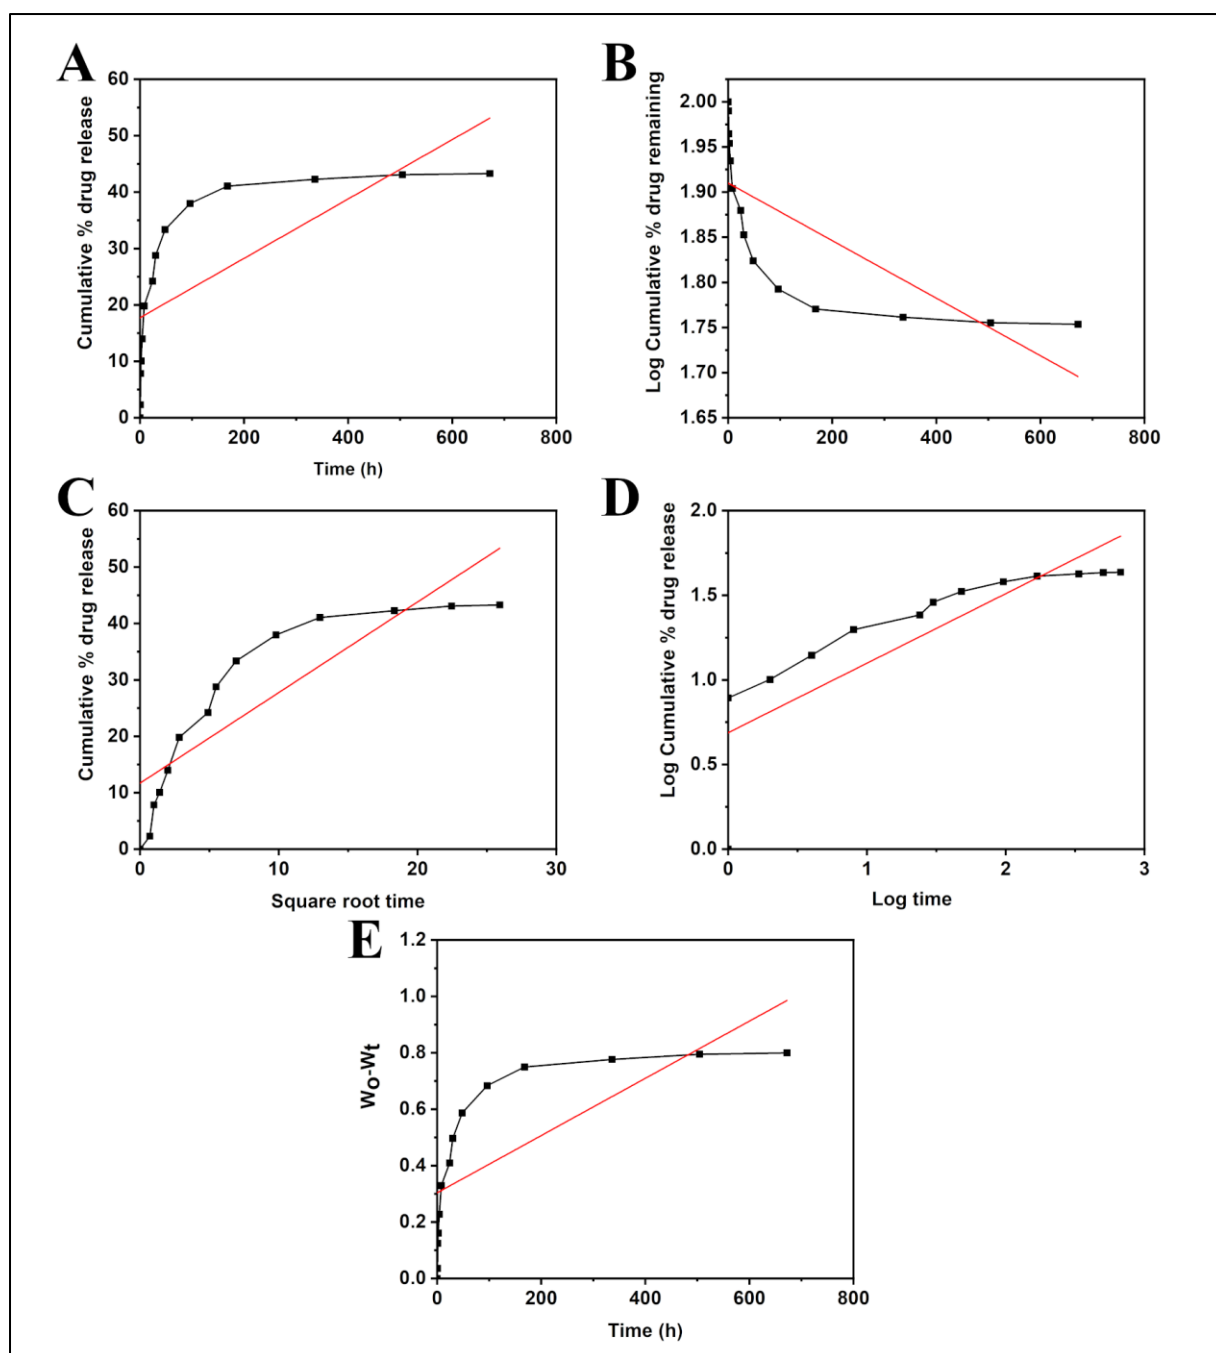 A
Cumulative % drug release
60
50
40
30
20
10
0
0 200 400 600 800
Time (h)
B
Log Cumulative % drug remaining
2.00
1.95
1.90
1.85
1.80
1.75
1.70
1.65
0 200 400 600 800
C
Cumulative % drug release
60
50
40
30
20
10
0
0 10 20 30
Square root time
D
Log Cumulative % drug release
2.0
1.5
1.0
0.5
0.0
0 1 2 3
Log time
E
Wo-Wt
1.2
1.0
0.8
0.6
0.4
0.2
0.0
0 200 400 600 800
Time (h)